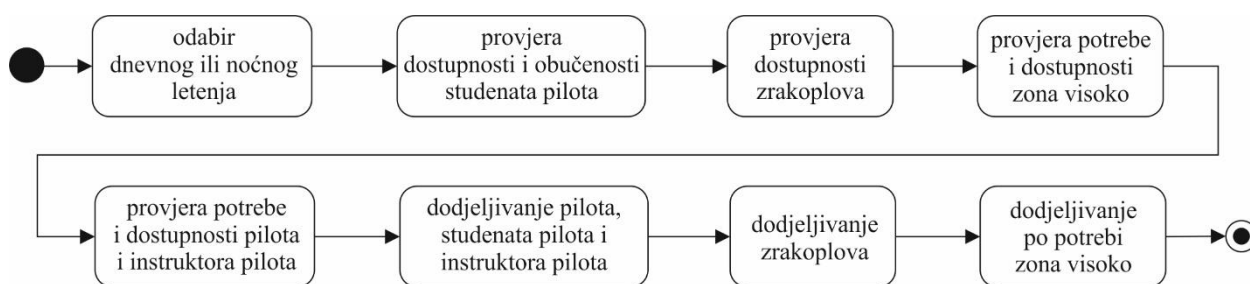 odabir
dnevnog ili noćnog
letenja
provjera
dostupnosti i obučenosti
studenata pilota
provjera
dostupnosti
zrakoplova
provjera potrebe
i dostupnosti
zona visoko
provjera potrebe
i dostupnosti pilota
i instruktora pilota
dodjeljivanje pilota,
studenata pilota i
instruktora pilota
dodjeljivanje
zrakoplova
dodjeljivanje
po potrebi
zona visoko